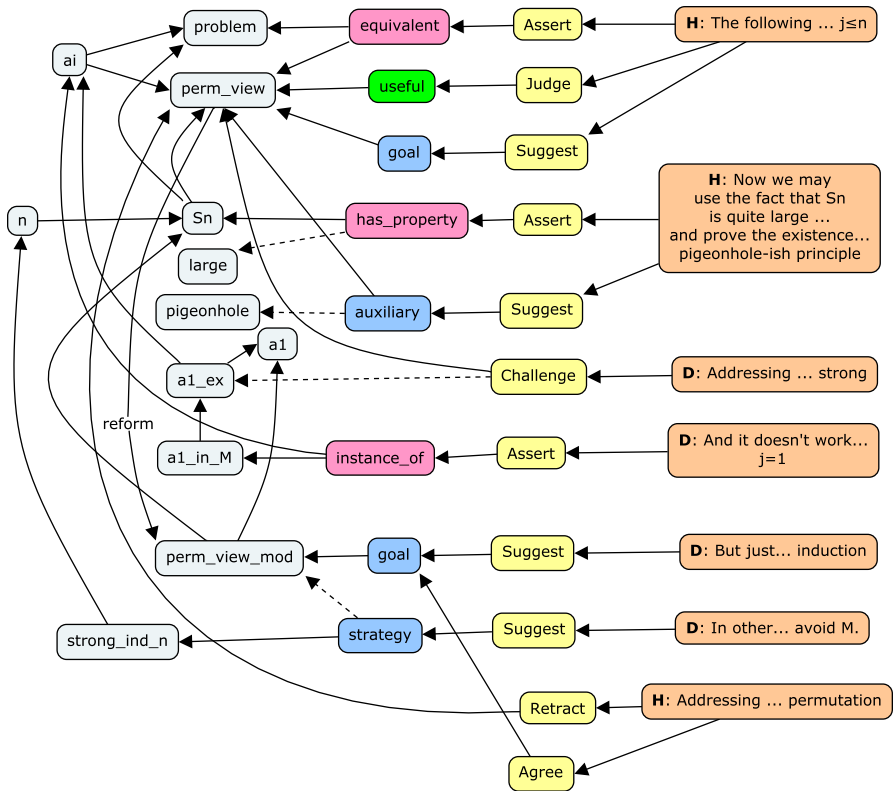 problem
equivalent
Assert
H: The following ... j≤n
ai
perm_view
useful
Judge
goal
Suggest
n
Sn
has_property
Assert
H: Now we may
use the fact that Sn
is quite large ...
and prove the existence...
pigeonhole-ish principle
large
pigeonhole
auxiliary
Suggest
a1
a1_ex
Challenge
D: Addressing ... strong
reform
a1_in_M
instance_of
Assert
D: And it doesn't work...
j=1
perm_view_mod
goal
Suggest
D: But just... induction
strong_ind_n
strategy
Suggest
D: In other... avoid M.
Retract
H: Addressing ... permutation
Agree